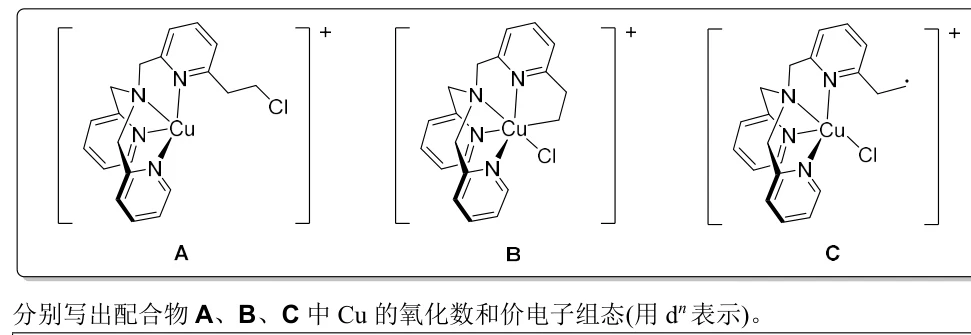 + + +
N Cl N N
N N N
N Cu N Cu N Cu
N N Cl N Cl
A B C
分别写出配合物 A、B、C 中 Cu 的氧化数和价电子组态(用 dⁿ 表示)。